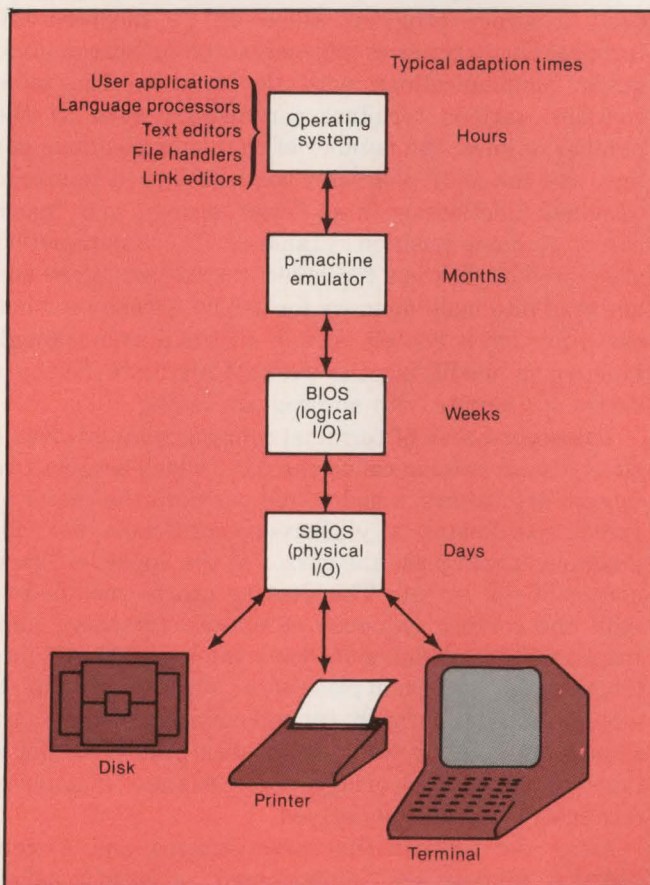 Typical adaption times
User applications
Language processors
Text editors
File handlers
Link editors
Operating
system
Hours
p-machine
emulator
Months
BIOS
(logical
I/O)
Weeks
SBIOS
(physical
I/O)
Days
Disk
Printer
Terminal